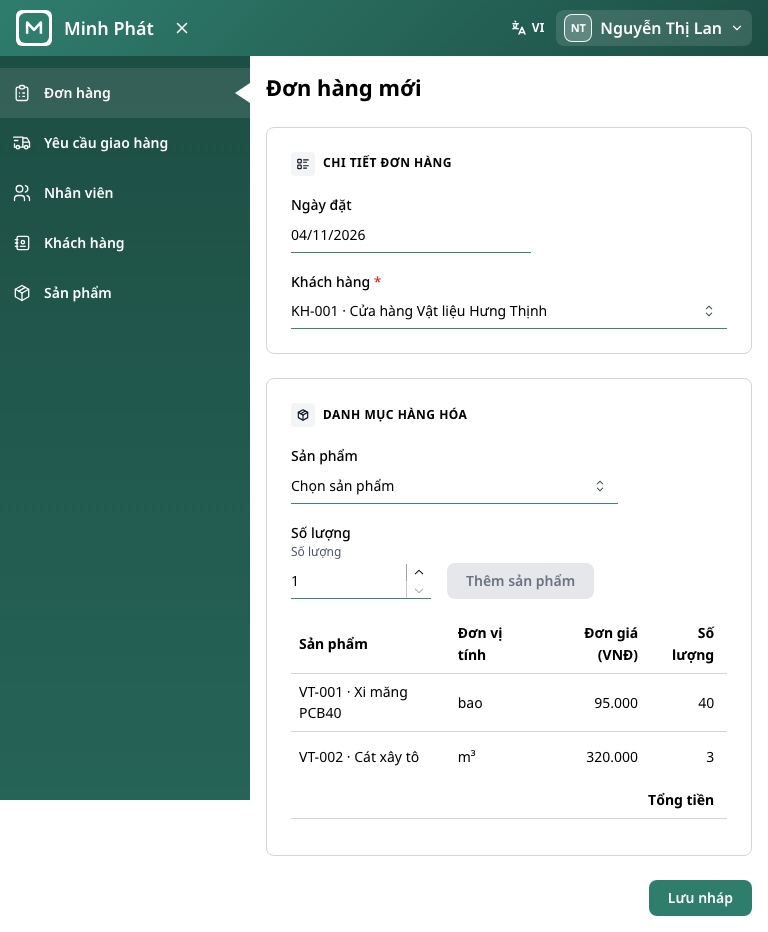 Minh Phát
VI
NT
Nguyễn Thị Lan
Đơn hàng
Yêu cầu giao hàng
Nhân viên
Khách hàng
Sản phẩm
Đơn hàng mới
CHI TIẾT ĐƠN HÀNG
Ngày đặt
04/11/2026
Khách hàng *
KH-001 · Cửa hàng Vật liệu Hưng Thịnh
DANH MỤC HÀNG HÓA
Sản phẩm
Chọn sản phẩm
Số lượng
Số lượng
1
Thêm sản phẩm
Sản phẩm
Đơn vị
tính
Đơn giá
(VNĐ)
Số
lượng
VT-001 · Xi măng
PCB40
bao
95.000
40
VT-002 · Cát xây tô
m³
320.000
3
Tổng tiền
Lưu nháp